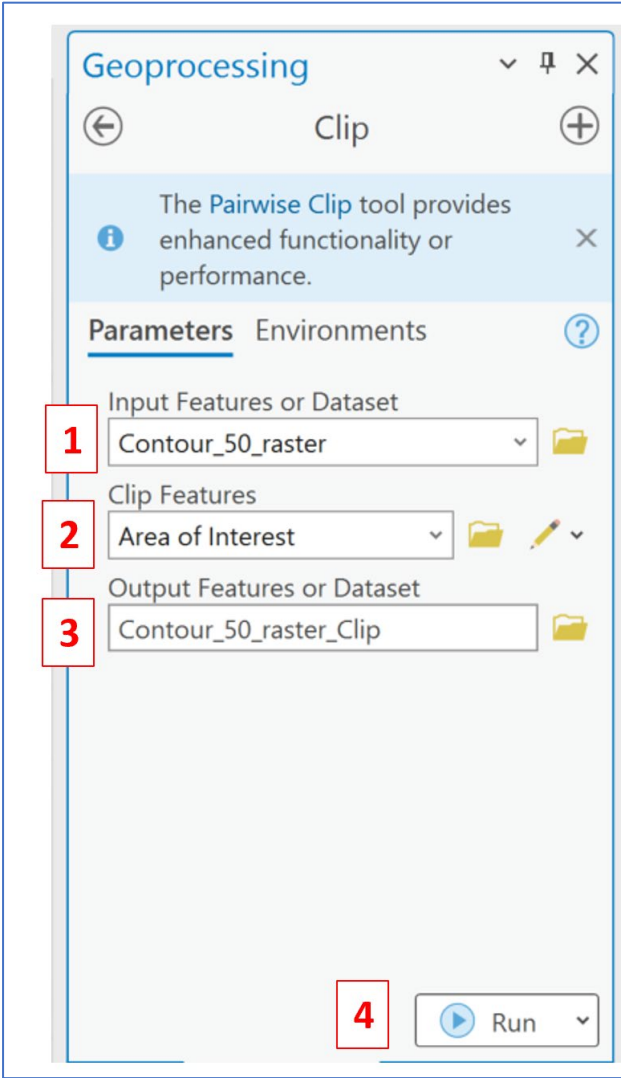 Geoprocessing
Clip
The Pairwise Clip tool provides
enhanced functionality or
performance.
Parameters Environments
Input Features or Dataset
1 Contour_50_raster
Clip Features
2 Area of Interest
Output Features or Dataset
3 Contour_50_raster_Clip
4 Run